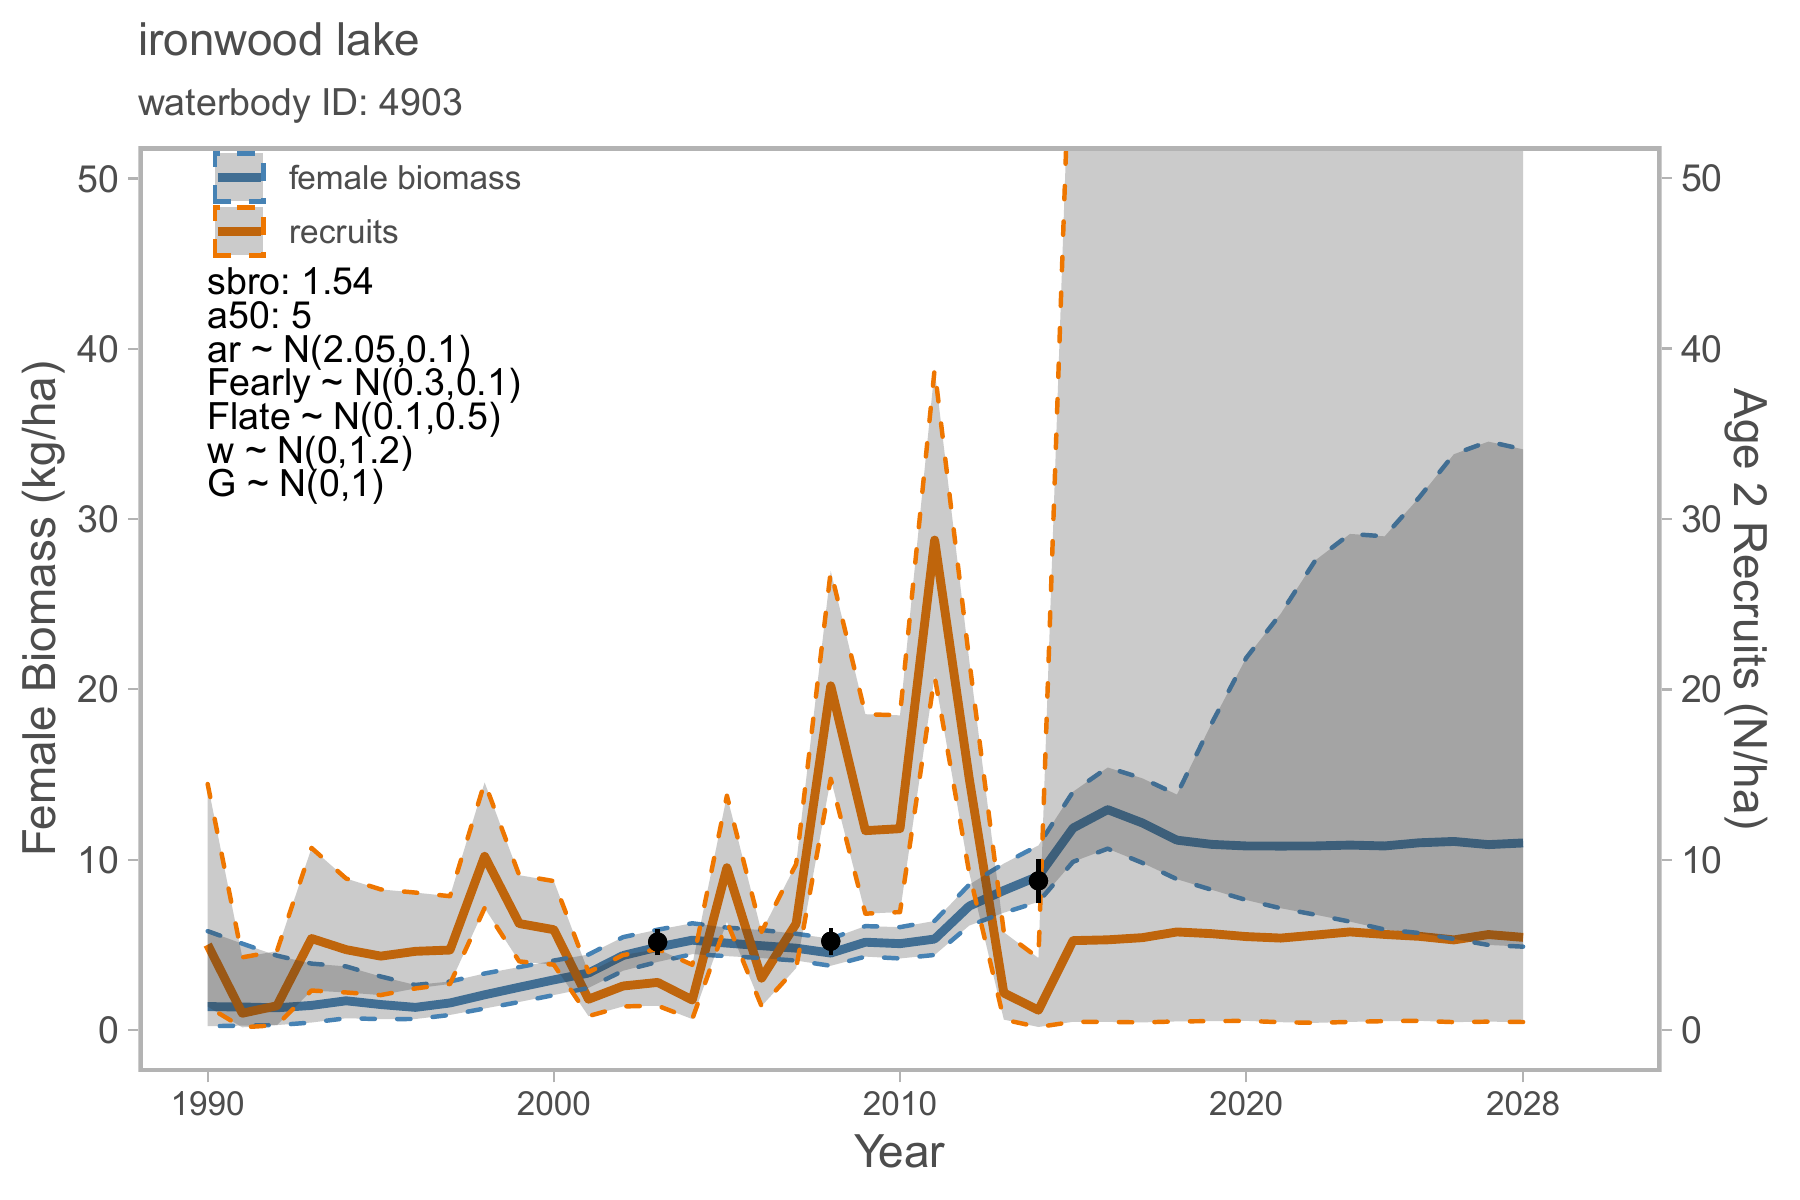 ironwood lake
waterbody ID: 4903
female biomass
recruits
sbro: 1.54
a50: 5
ar ~ N(2.05,0.1)
Fearly ~ N(0.3,0.1)
Flate ~ N(0.1,0.5)
w ~ N(0,1.2)
G ~ N(0,1)
Female Biomass (kg/ha)
50
40
30
20
10
0
50
40
30
20
10
0
Age 2 Recruits (N/ha)
1990
2000
2010
2020
2028
Year